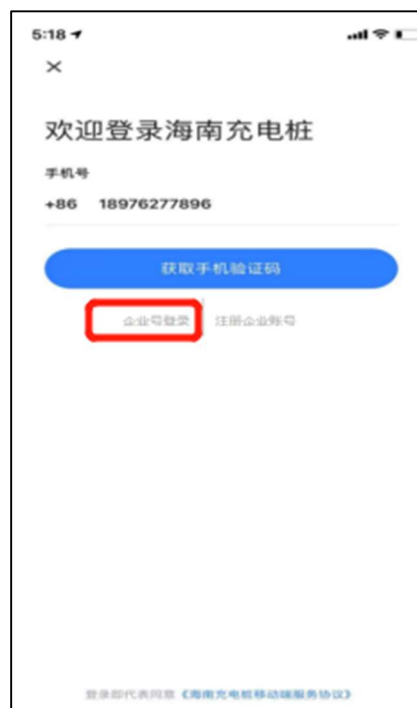 5:18
欢迎登录海南充电桩
手机号
+86 18976277896
获取手机验证码
企业号登录 注册企业账号
登录即代表同意《海南充电桩移动端服务协议》